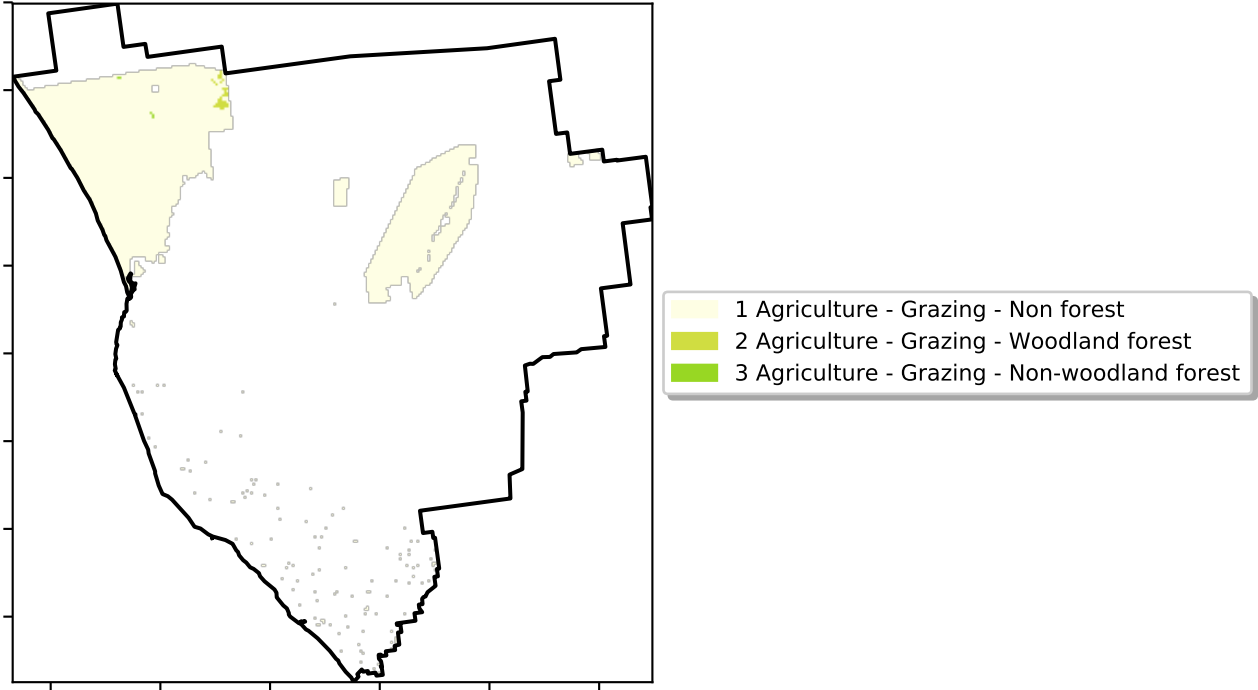 1 Agriculture - Grazing - Non forest
2 Agriculture - Grazing - Woodland forest
3 Agriculture - Grazing - Non-woodland forest